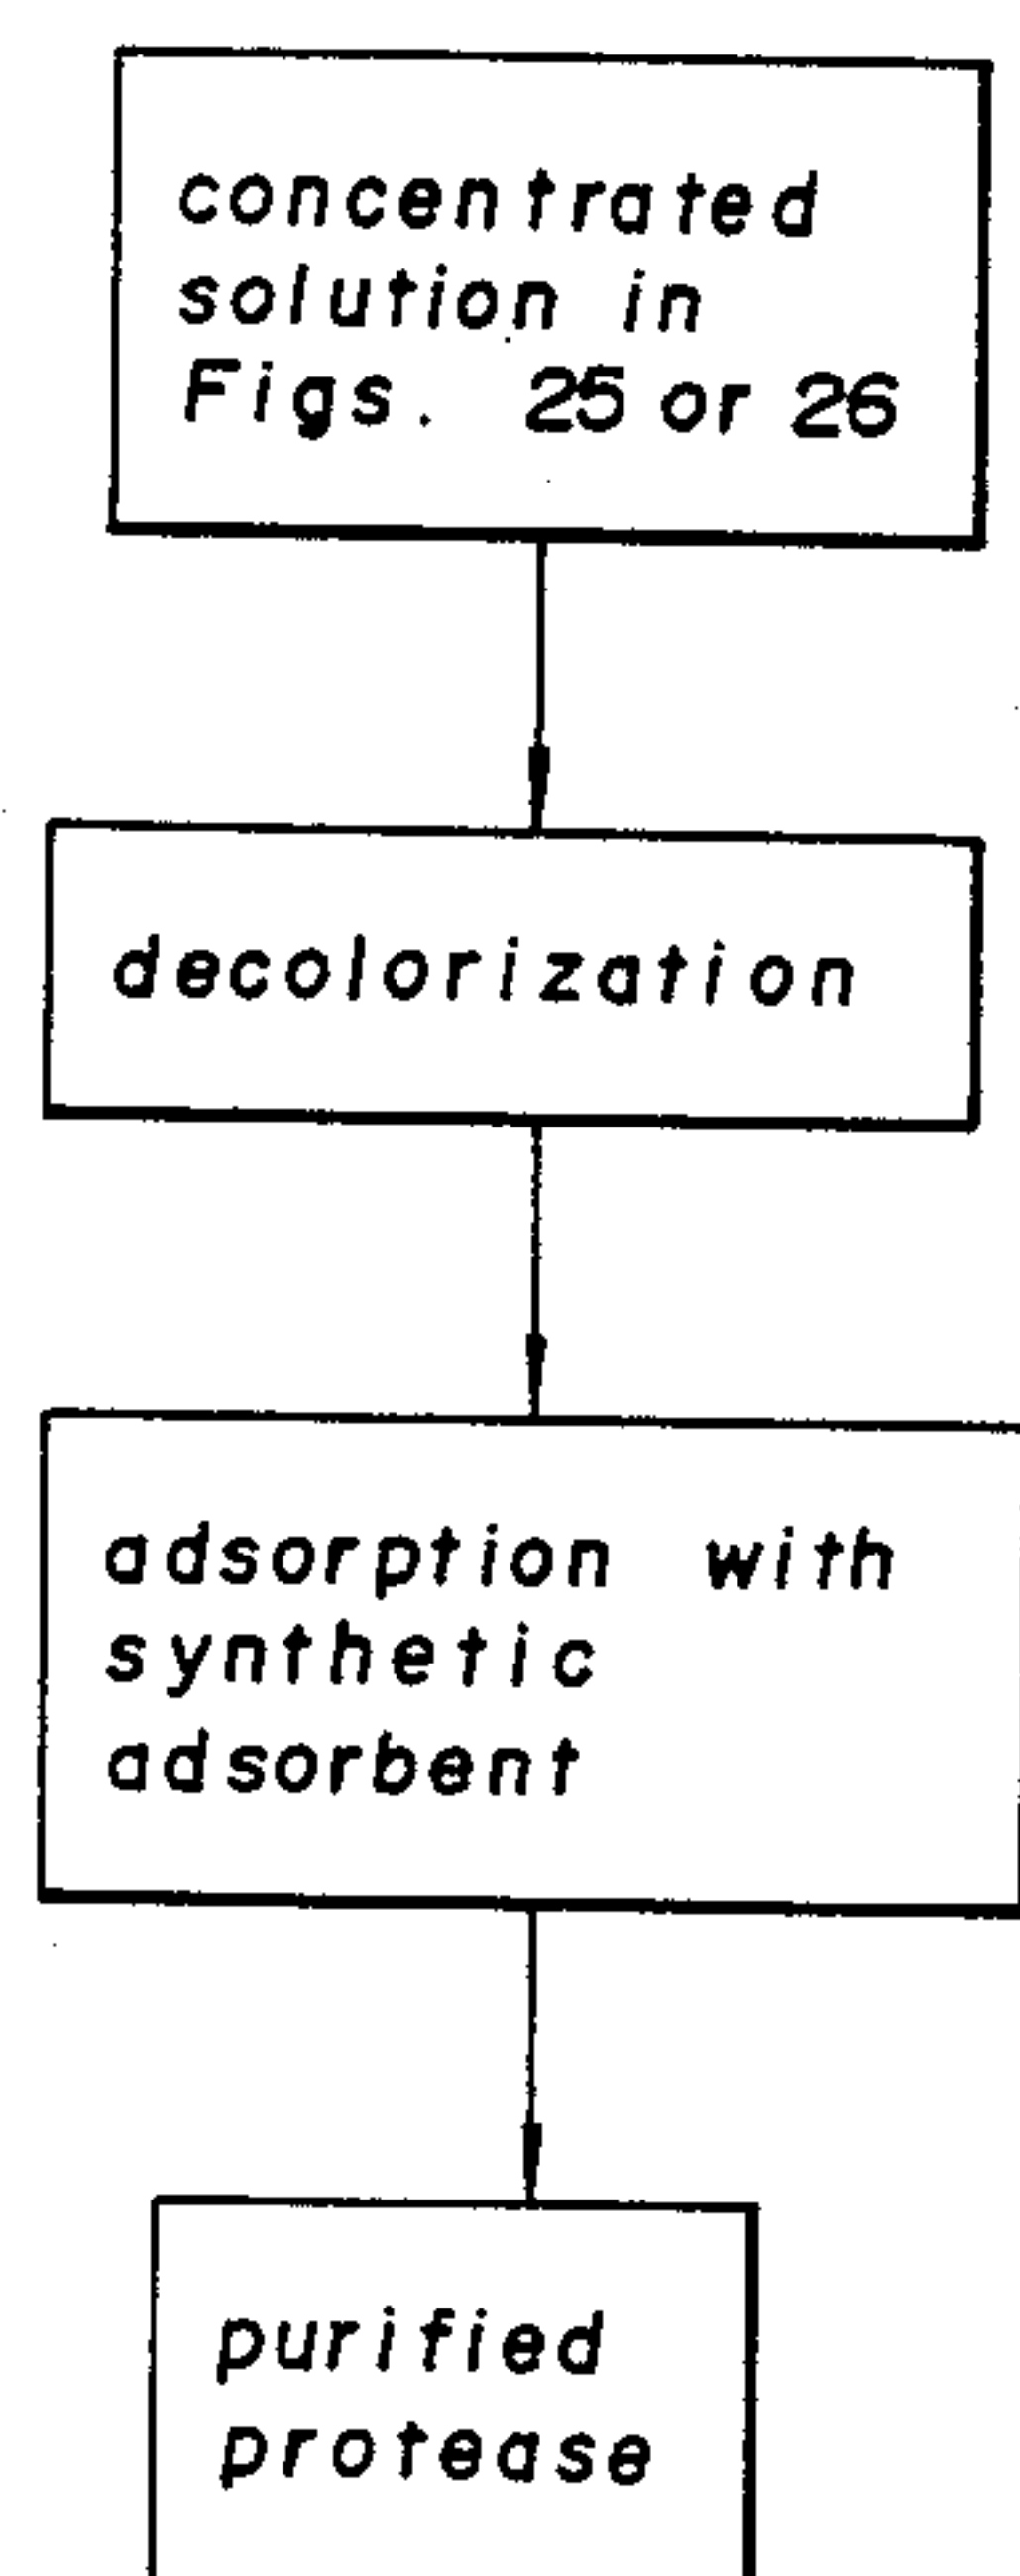 concentrated
solution in
Figs. 25 or 26
decolorization
adsorption with
synthetic
adsorbent
purified
protease